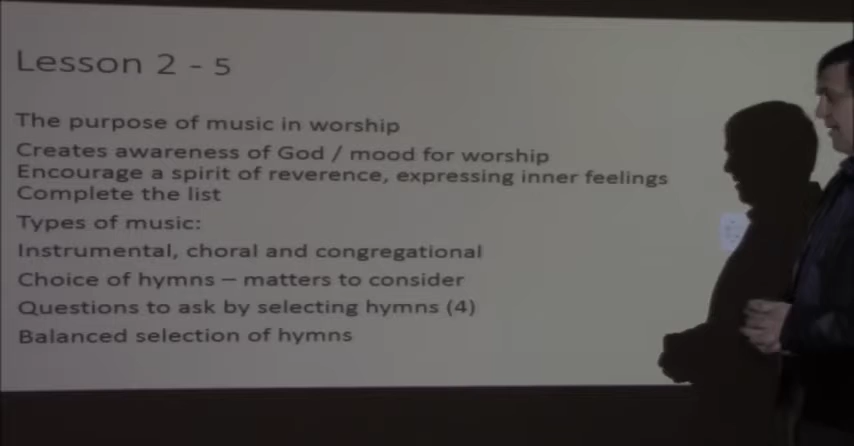 Lesson 2 - 5
The purpose of music in worship
Creates awareness of God / mood for worship
Encourage a spirit of reverence, expressing inner feelings
Complete the list
Types of music:
Instrumental, choral and congregational
Choice of hymns – matters to consider
Questions to ask by selecting hymns (4)
Balanced selection of hymns